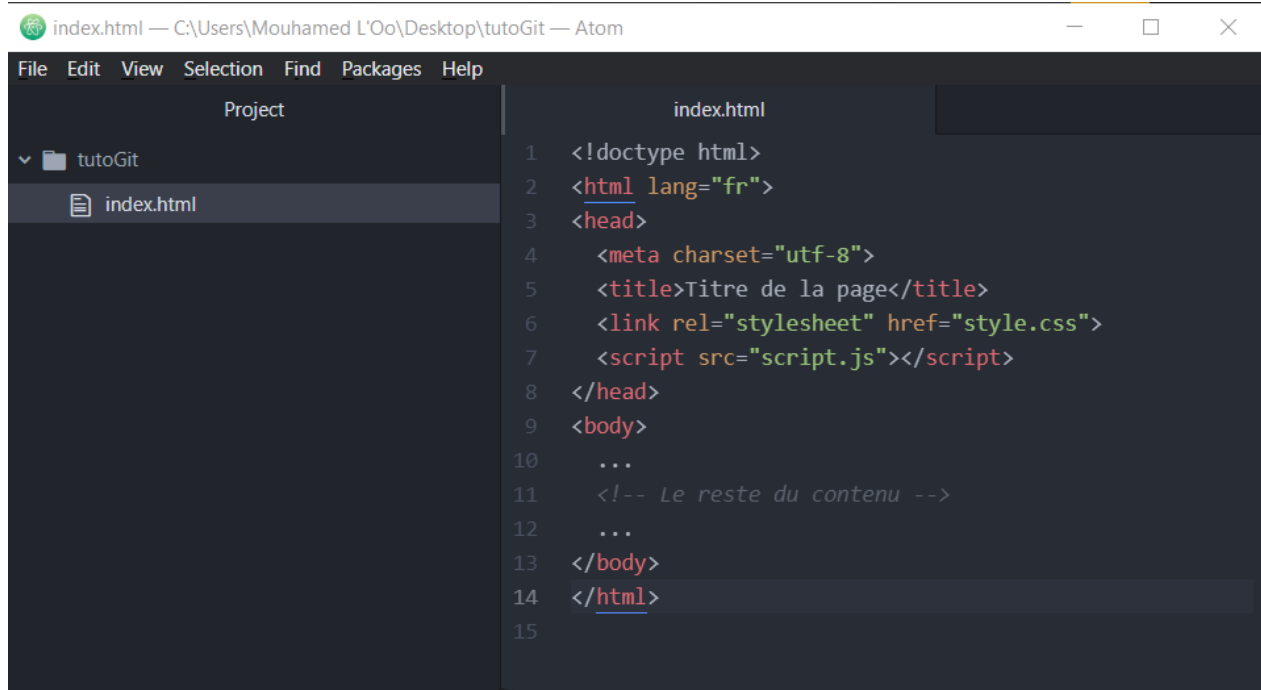 index.html — C:\Users\Mouhamed L'Oo\Desktop\tutoGit — Atom
File Edit View Selection Find Packages Help
Project
tutoGit
index.html
index.html
1 <!doctype html>
2 <html lang="fr">
3 <head>
4   <meta charset="utf-8">
5   <title>Titre de la page</title>
6   <link rel="stylesheet" href="style.css">
7   <script src="script.js"></script>
8 </head>
9 <body>
10   ...
11   <!-- Le reste du contenu -->
12   ...
13 </body>
14 </html>
15